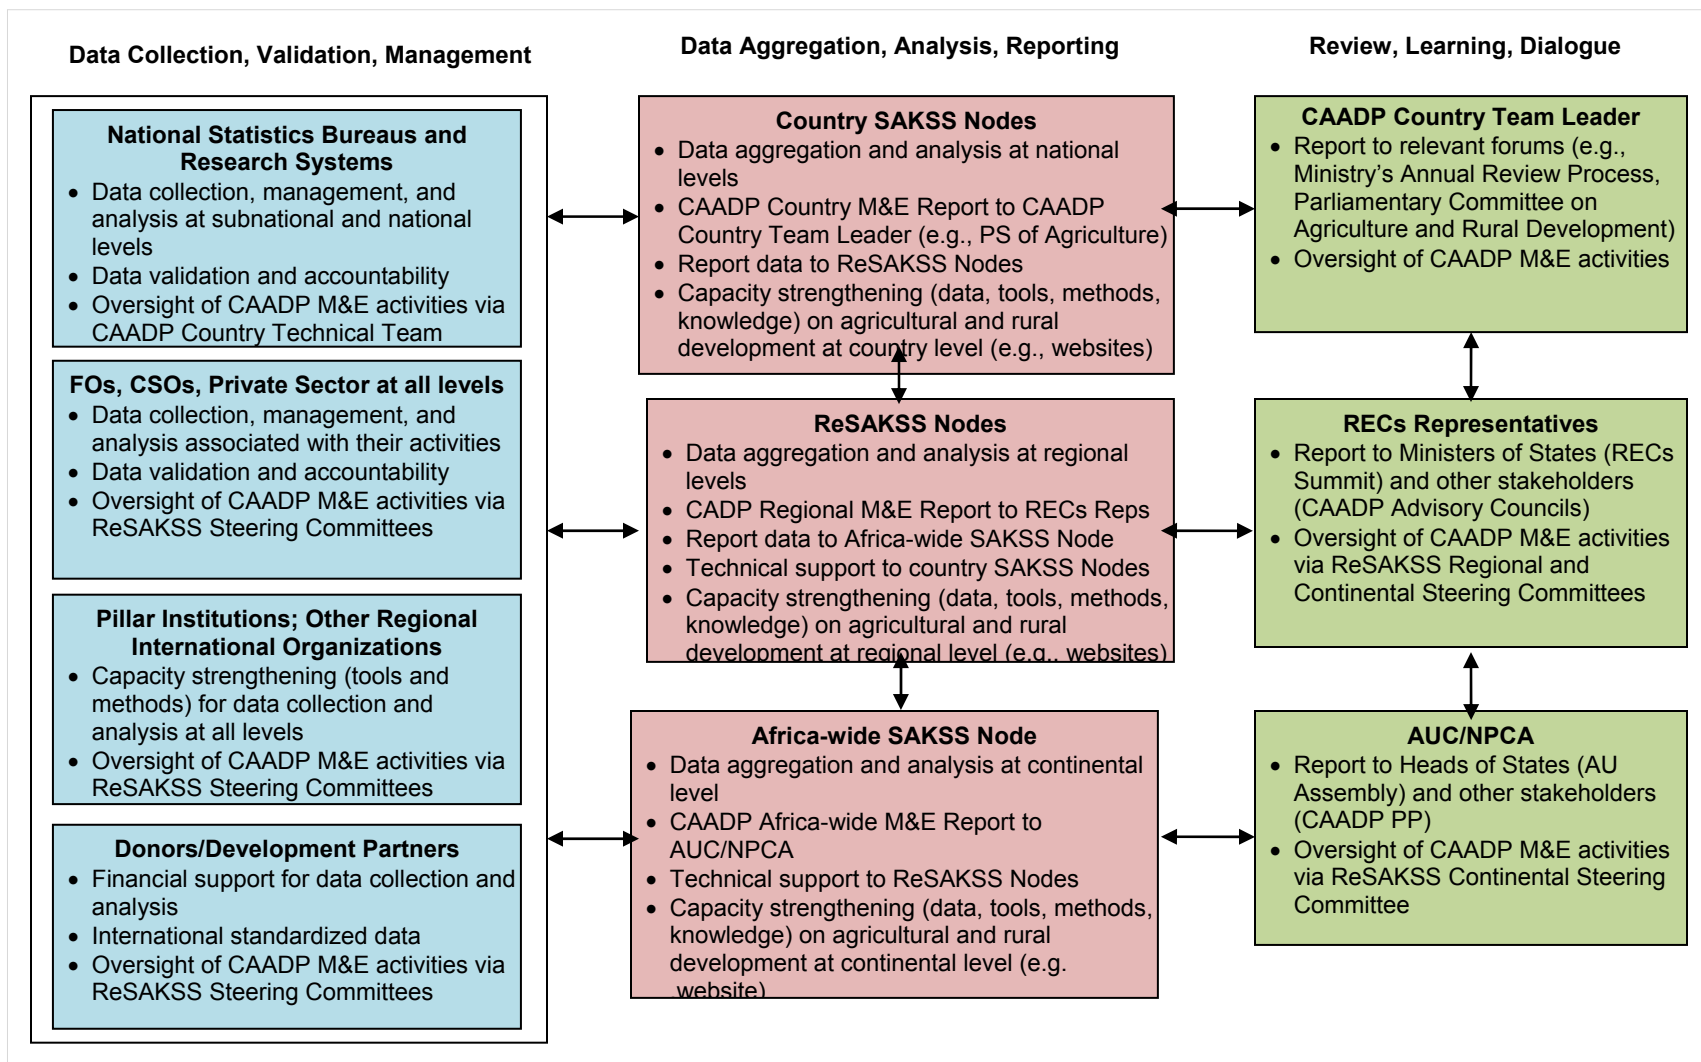 Data Collection, Validation, Management
Data Aggregation, Analysis, Reporting
Review, Learning, Dialogue
National Statistics Bureaus and
Research Systems
• Data collection, management, and
analysis at subnational and national
levels
• Data validation and accountability
• Oversight of CAADP M&E activities via
CAADP Country Technical Team
FOs, CSOs, Private Sector at all levels
• Data collection, management, and
analysis associated with their activities
• Data validation and accountability
• Oversight of CAADP M&E activities via
ReSAKSS Steering Committees
Pillar Institutions; Other Regional
International Organizations
• Capacity strengthening (tools and
methods) for data collection and
analysis at all levels
• Oversight of CAADP M&E activities via
ReSAKSS Steering Committees
Donors/Development Partners
• Financial support for data collection and
analysis
• International standardized data
• Oversight of CAADP M&E activities via
ReSAKSS Steering Committees
Country SAKSS Nodes
• Data aggregation and analysis at national
levels
• CAADP Country M&E Report to CAADP
Country Team Leader (e.g., PS of Agriculture)
• Report data to ReSAKSS Nodes
• Capacity strengthening (data, tools, methods,
knowledge) on agricultural and rural
development at country level (e.g., websites)
ReSAKSS Nodes
• Data aggregation and analysis at regional
levels
• CADP Regional M&E Report to RECs Reps
• Report data to Africa-wide SAKSS Node
• Technical support to country SAKSS Nodes
• Capacity strengthening (data, tools, methods,
knowledge) on agricultural and rural
development at regional level (e.g., websites)
Africa-wide SAKSS Node
• Data aggregation and analysis at continental
level
• CAADP Africa-wide M&E Report to
AUC/NPCA
• Technical support to ReSAKSS Nodes
• Capacity strengthening (data, tools, methods,
knowledge) on agricultural and rural
development at continental level (e.g.
website)
CAADP Country Team Leader
• Report to relevant forums (e.g.,
Ministry's Annual Review Process,
Parliamentary Committee on
Agriculture and Rural Development)
• Oversight of CAADP M&E activities
RECs Representatives
• Report to Ministers of States (RECs
Summit) and other stakeholders
(CAADP Advisory Councils)
• Oversight of CAADP M&E activities
via ReSAKSS Regional and
Continental Steering Committees
AUC/NPCA
• Report to Heads of States (AU
Assembly) and other stakeholders
(CAADP PP)
• Oversight of CAADP M&E activities
via ReSAKSS Continental Steering
Committee